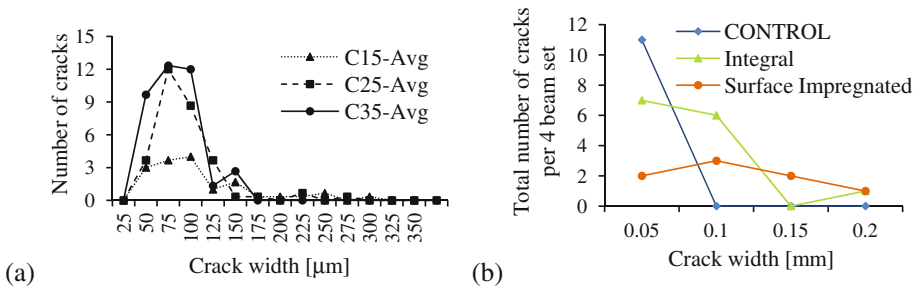 (a)
Number of cracks
15
12
9
6
3
0
25
50
75
100
125
150
175
200
225
250
275
300
325
350
Crack width [µm]
C15-Avg
C25-Avg
C35-Avg
(b)
Total number of cracks
per 4 beam set
12
10
8
6
4
2
0
0.05
0.1
0.15
0.2
Crack width [mm]
CONTROL
Integral
Surface Impregnated